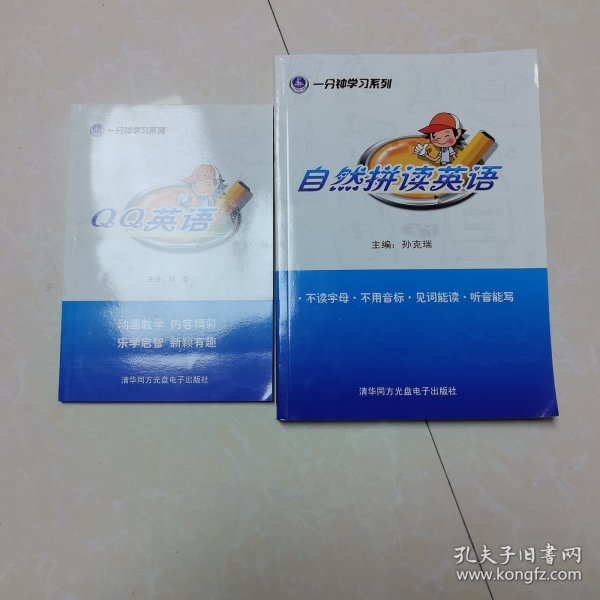 一分钟学习系列
QQ英语
动画教学 内容精彩
乐学启智 新颖有趣
清华同方光盘电子出版社
一分钟学习系列
自然拼读英语
主编：孙克瑞
·不读字母·不用音标·见词能读·听音能写
清华同方光盘电子出版社
孔夫子旧书网
www.kongfz.com